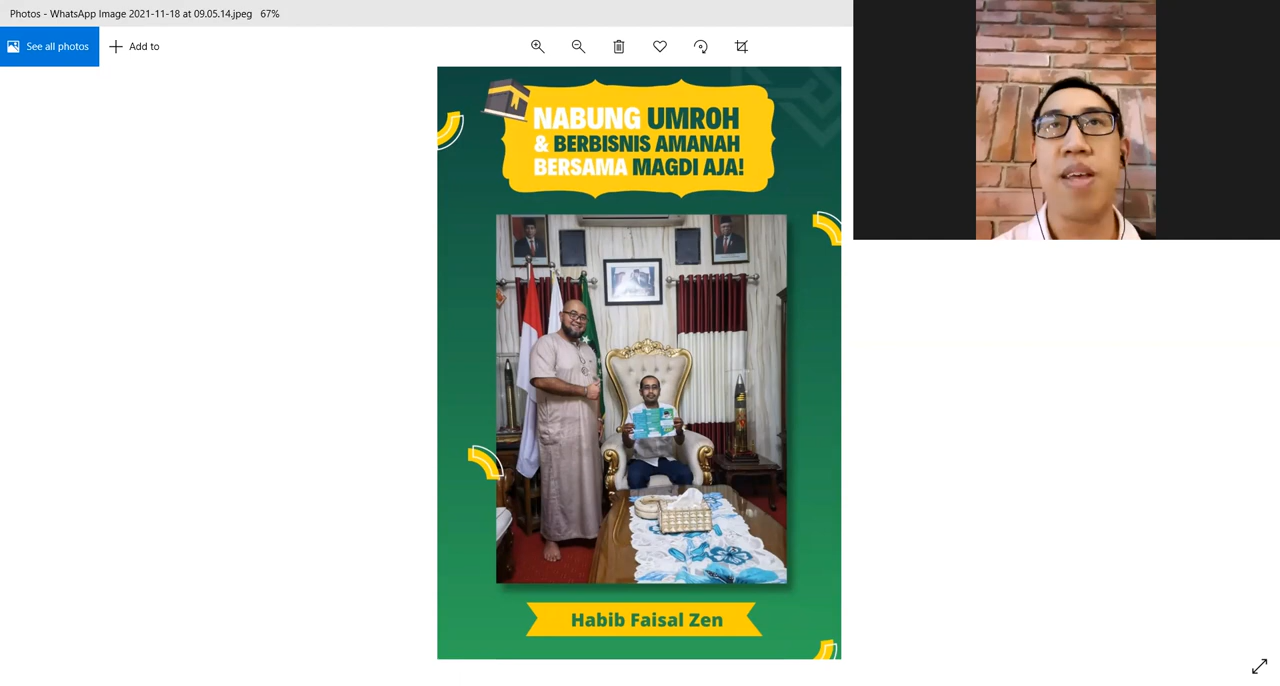 Photos - WhatsApp Image 2021-11-18 at 09.05.14.jpeg 67%
See all photos
Add to
NABUNG UMROH
& BERBISNIS AMANAH
BERSAMA MAGDI AJA!
Habib Faisal Zen